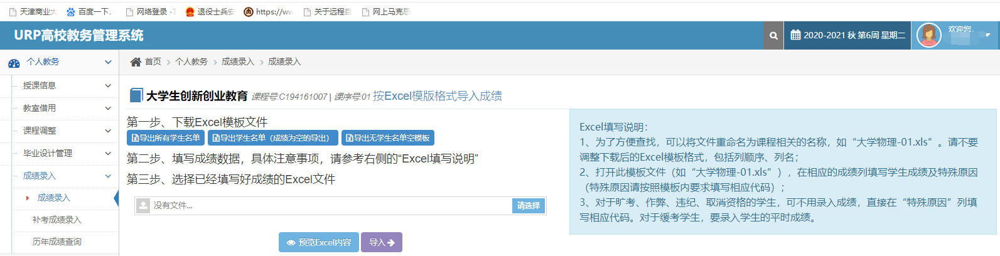 天津商业大
百度一下，
网络登录 -T
退役士兵安
https://ww
关于远程自
网上马克思
URP高校教务管理系统
2020-2021 秋 第6周 星期二
欢迎您,
个人教务
首页 > 个人教务 > 成绩录入 > 成绩录入
授课信息
教室借用
课程调整
毕业设计管理
成绩录入
成绩录入
补考成绩录入
历年成绩查询
大学生创新创业教育 课程号:C194161007 | 课序号:01 按Excel模版格式导入成绩
第一步、下载Excel模板文件
导出所有学生名单
导出学生名单（成绩为空的导出）
导出无学生名单空模板
第二步、填写成绩数据，具体注意事项，请参考右侧的“Excel填写说明”
第三步、选择已经填写好成绩的Excel文件
没有文件...
请选择
预览Excel内容
导入
Excel填写说明：
1、为了方便查找，可以将文件重命名为课程相关的名称，如“大学物理-01.xls”。请不要
调整下载后的Excel模板格式，包括列顺序、列名；
2、打开此模板文件（如“大学物理-01.xls”），在相应的成绩列填写学生成绩及特殊原因
（特殊原因请按照模板内要求填写相应代码）；
3、对于旷考、作弊、违纪、取消资格的学生，可不用录入成绩，直接在“特殊原因”列填
写相应代码。对于缓考学生，要录入学生的平时成绩。